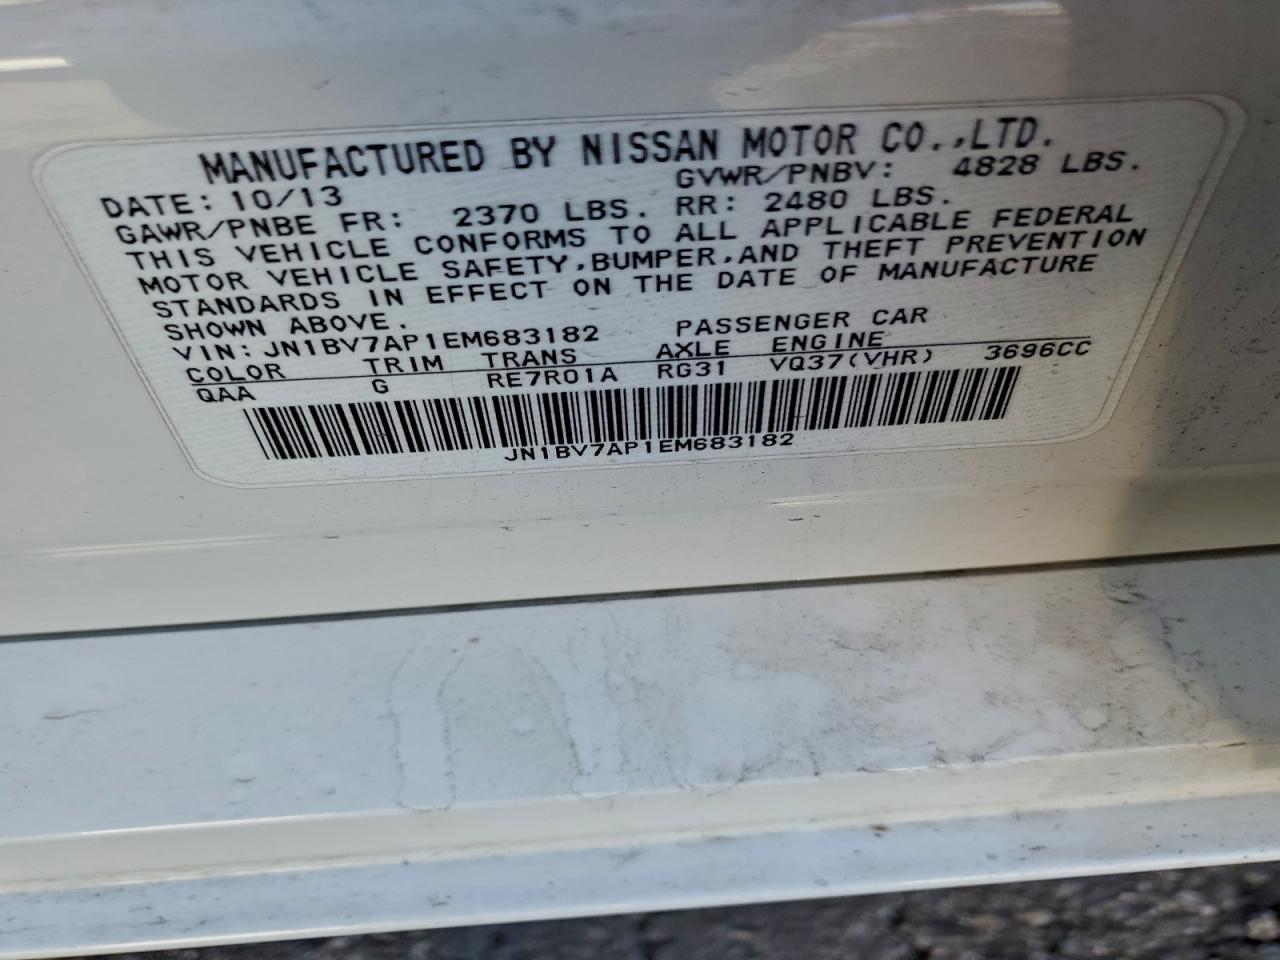 MANUFACTURED BY NISSAN MOTOR CO.,LTD.
DATE: 10/13 GVWR/PNBV: 4828 LBS.
GAWR/PNBE FR: 2370 LBS. RR: 2480 LBS.
THIS VEHICLE CONFORMS TO ALL APPLICABLE FEDERAL
MOTOR VEHICLE SAFETY,BUMPER,AND THEFT PREVENTION
STANDARDS IN EFFECT ON THE DATE OF MANUFACTURE
SHOWN ABOVE.
VIN: JN1BV7AP1EM683182 PASSENGER CAR
COLOR TRIM TRANS AXLE ENGINE
QAA G RE7R01A RG31 VQ37(VHR) 3696CC
JN1BV7AP1EM683182